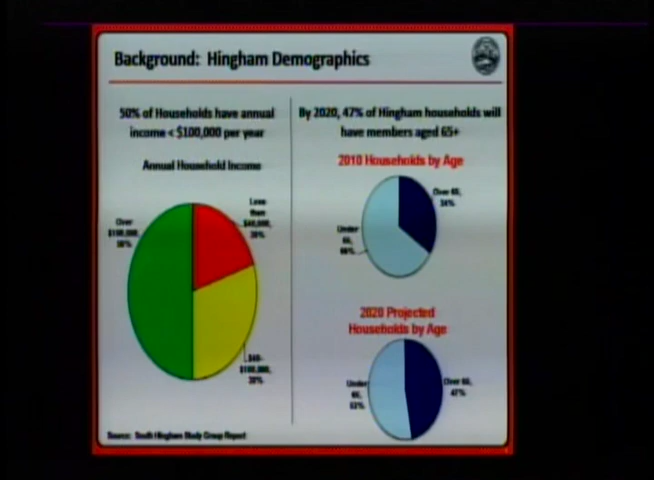 Background: Hingham Demographics
50% of Households have annual
income < $100,000 per year
By 2020, 47% of Hingham households will
have members aged 65+
Annual Household Income
Over
$100,000,
50%
Less
than
$40,000,
20%
$40-
$100,000,
2010 Households by Age
Over 65,
34%
Under
65,
66%
2020 Projected
Households by Age
Under
65,
53%
Over 65,
47%
Source: South Hingham Study Group Report